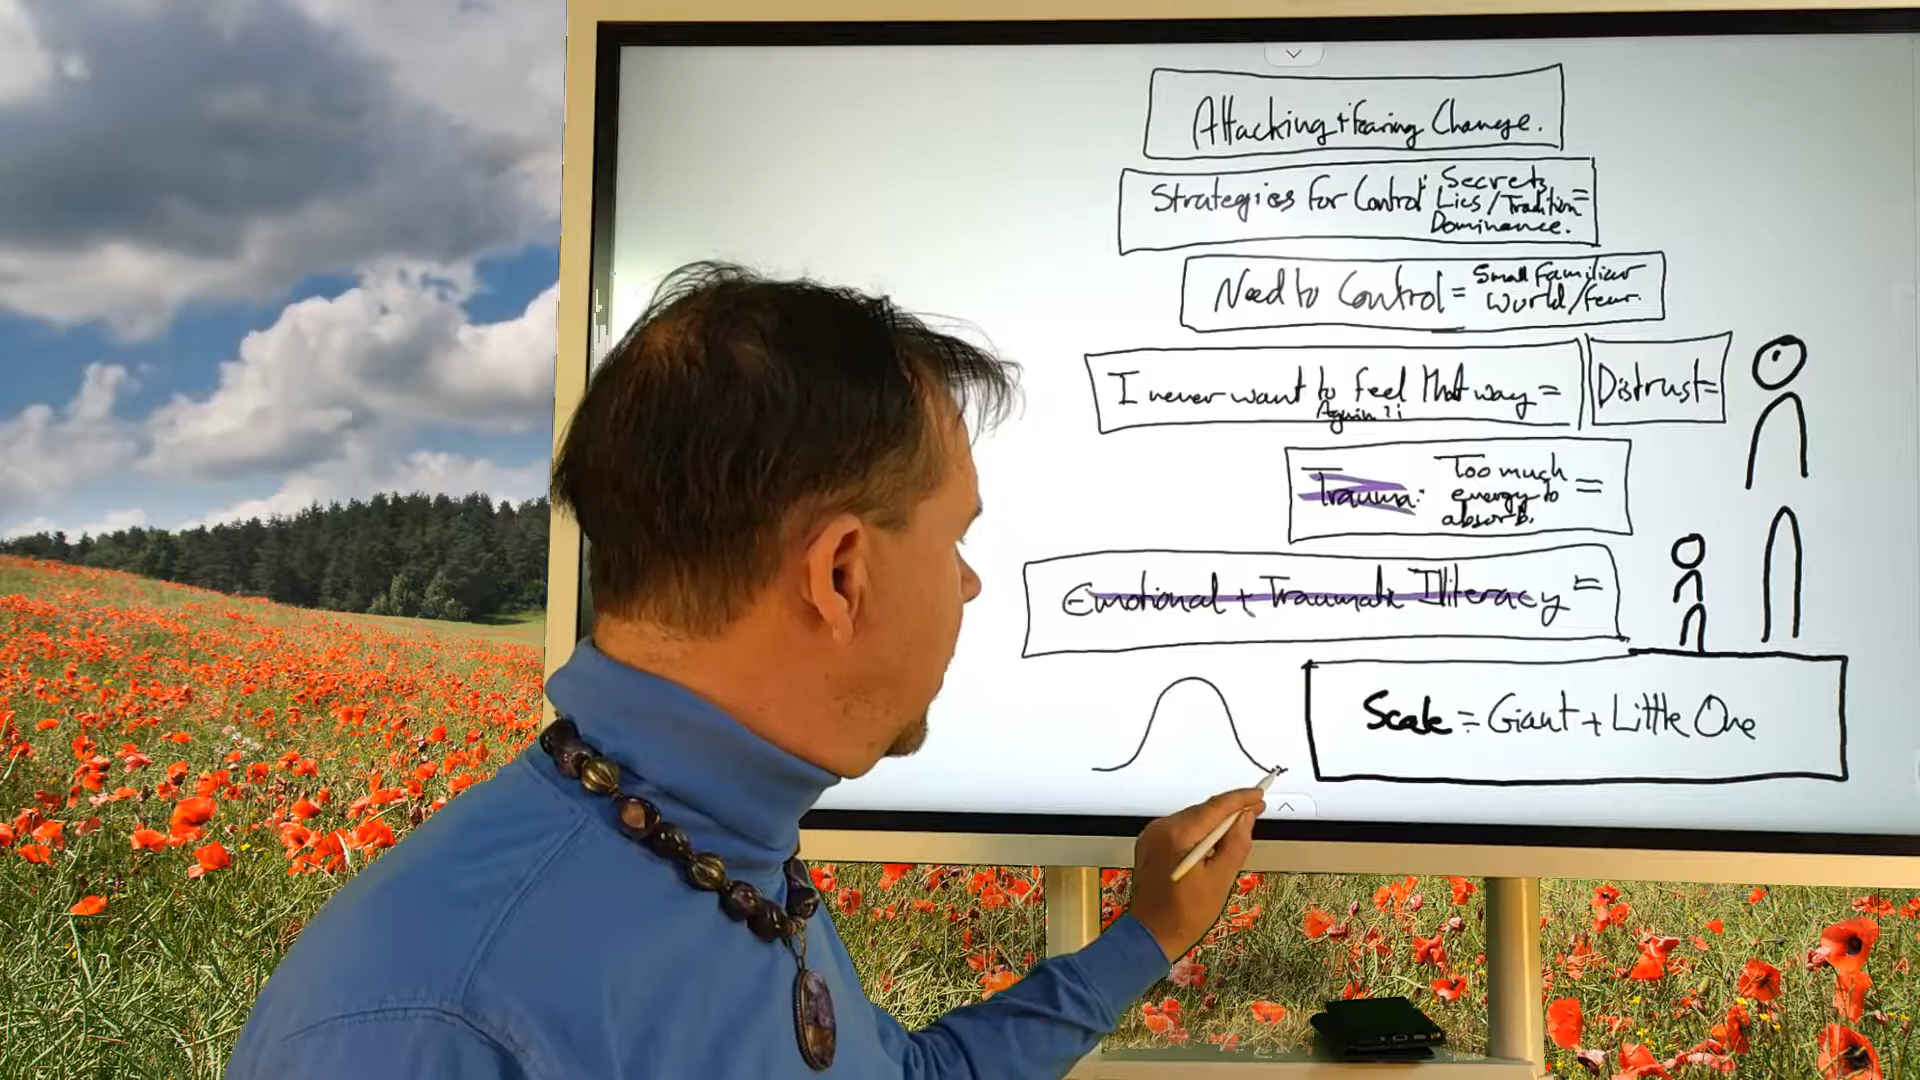 Attacking + Fearing Change.
Strategies for Control: Secrets
Lies / Tradition =
Dominance.
Need to Control = Small familiar
World / fear.
I never want to feel that way =
Again?!
Distrust =
Trauma: Too much
energy to
absorb. =
Emotional + Traumatic Illiteracy =
Scale = Giant + Little One